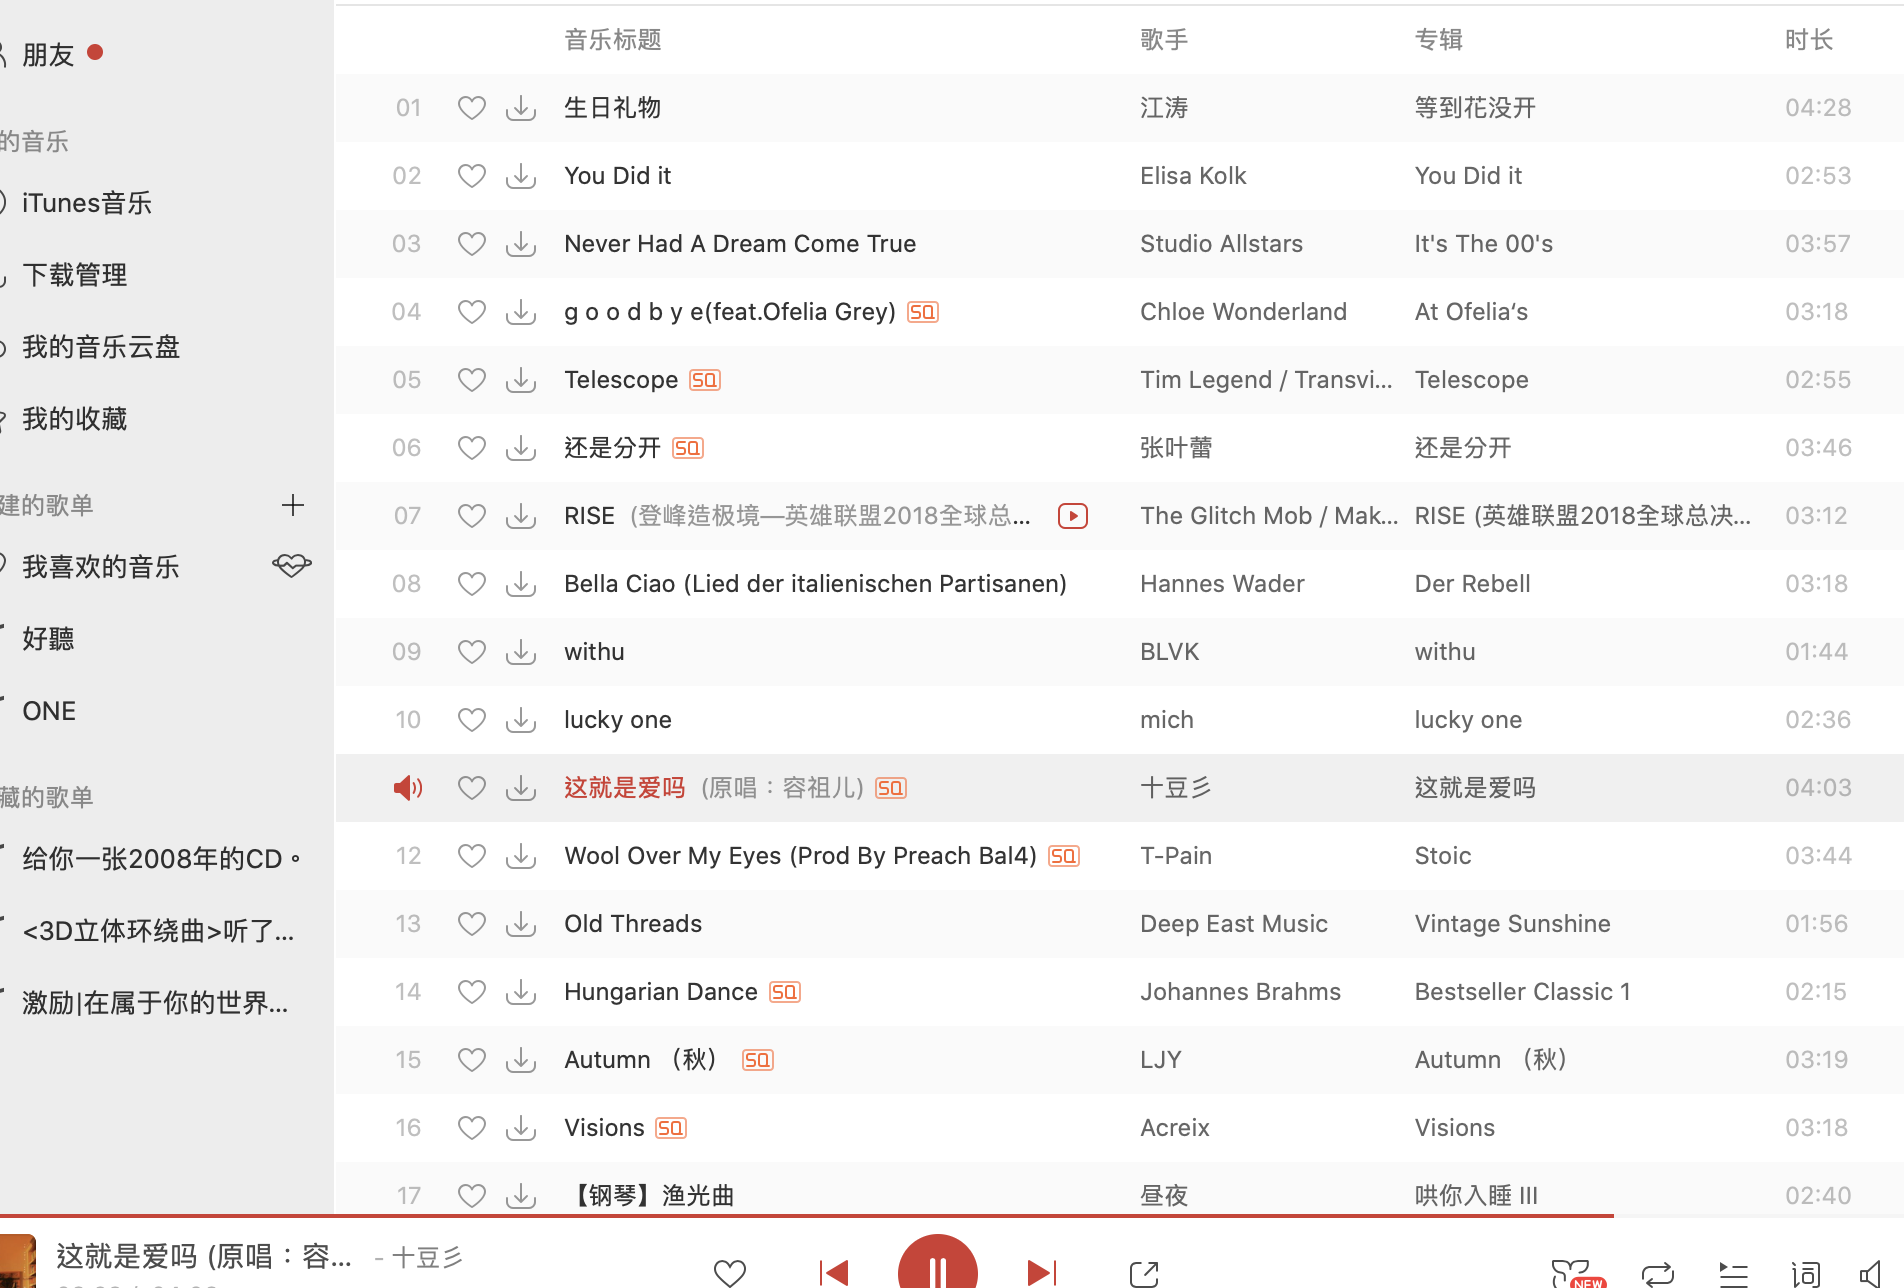 朋友
的音乐
iTunes音乐
下载管理
我的音乐云盘
我的收藏
建的歌单
我喜欢的音乐
好聽
ONE
藏的歌单
给你一张2008年的CD。
<3D立体环绕曲>听了...
激励|在属于你的世界...
音乐标题 歌手 专辑 时长
01 生日礼物 江涛 等到花没开 04:28
02 You Did it Elisa Kolk You Did it 02:53
03 Never Had A Dream Come True Studio Allstars It's The 00's 03:57
04 g o o d b y e(feat.Ofelia Grey) SQ Chloe Wonderland At Ofelia‘s 03:18
05 Telescope SQ Tim Legend / Transvi... Telescope 02:55
06 还是分开 SQ 张叶蕾 还是分开 03:46
07 RISE (登峰造极境—英雄联盟2018全球总... The Glitch Mob / Mak... RISE (英雄联盟2018全球总决... 03:12
08 Bella Ciao (Lied der italienischen Partisanen) Hannes Wader Der Rebell 03:18
09 withu BLVK withu 01:44
10 lucky one mich lucky one 02:36
这就是爱吗 (原唱：容祖儿) SQ 十豆彡 这就是爱吗 04:03
12 Wool Over My Eyes (Prod By Preach Bal4) SQ T-Pain Stoic 03:44
13 Old Threads Deep East Music Vintage Sunshine 01:56
14 Hungarian Dance SQ Johannes Brahms Bestseller Classic 1 02:15
15 Autumn （秋） SQ LJY Autumn （秋） 03:19
16 Visions SQ Acreix Visions 03:18
17 【钢琴】渔光曲 昼夜 哄你入睡 III 02:40
这就是爱吗 (原唱：容... - 十豆彡
NEW
词